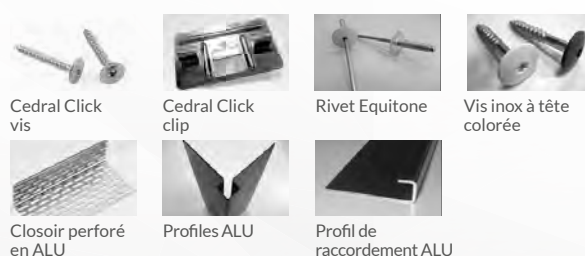 Cedral Click
vis
Cedral Click
clip
Rivet Equitone
Vis inox à tête
colorée
Closoir perforé
en ALU
Profiles ALU
Profil de
raccordement ALU